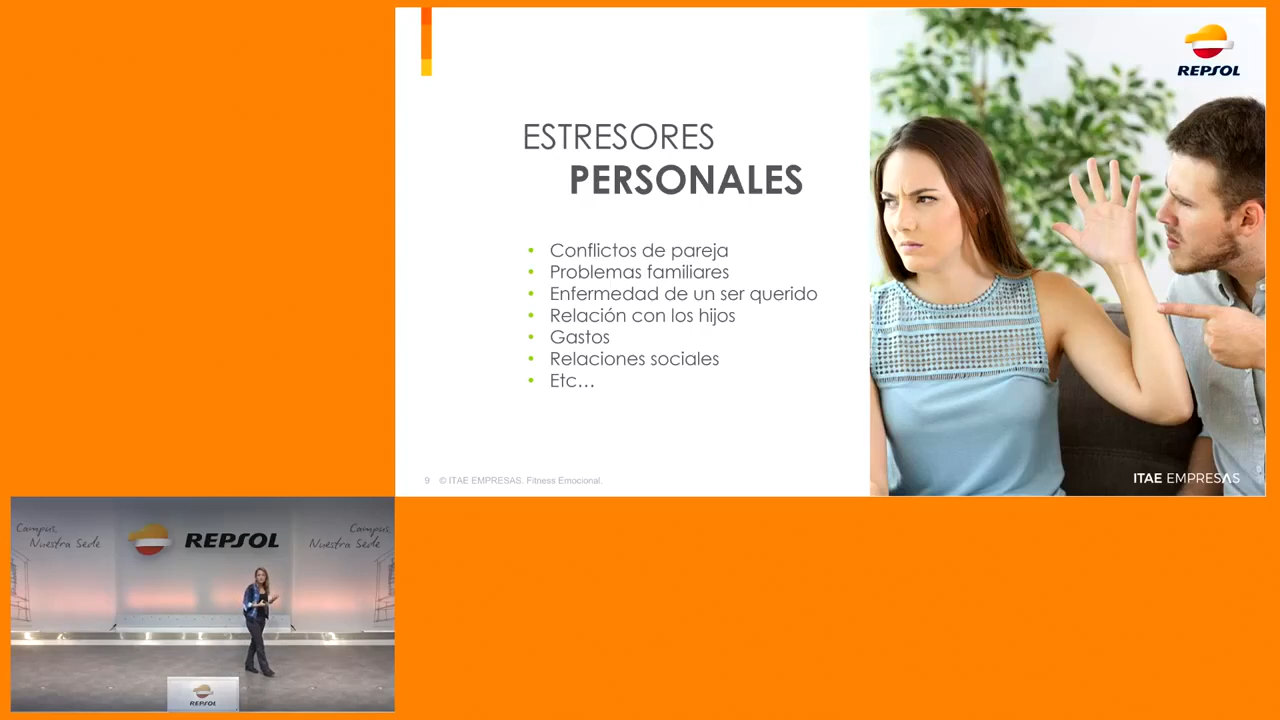 REPSOL
ESTRESORES
PERSONALES
• Conflictos de pareja
• Problemas familiares
• Enfermedad de un ser querido
• Relación con los hijos
• Gastos
• Relaciones sociales
• Etc...
9 © ITAE EMPRESAS. Fitness Emocional.
ITAE EMPRESAS
Campus,
Nuestra Sede
REPSOL
Campus,
Nuestra Sede
REPSOL